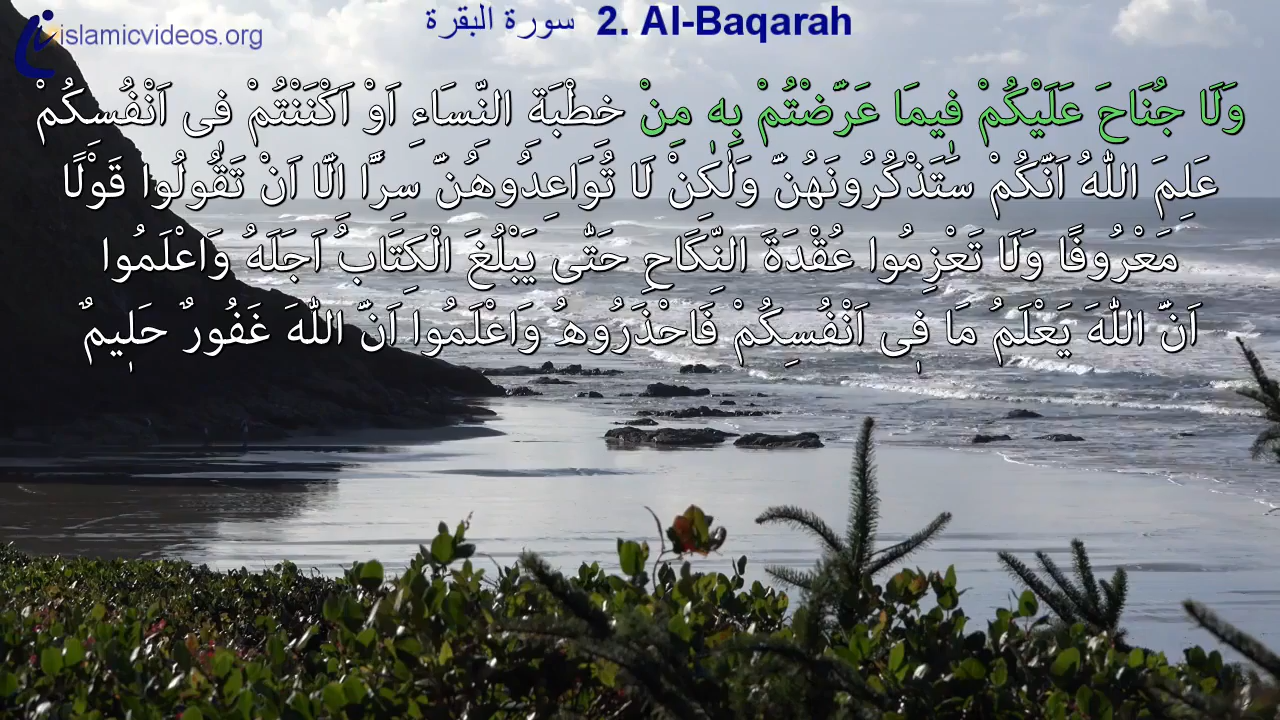 islamicvideos.org
سورة البقرة 2. Al-Baqarah
وَلَا جُنَاحَ عَلَيْكُمْ فٖيمَا عَرَّضْتُمْ بِهٖ مِنْ خِطْبَةِ النِّسَاءِ اَوْ اَكْنَنْتُمْ فٖى اَنْفُسِكُمْ
عَلِمَ اللّٰهُ اَنَّكُمْ سَتَذْكُرُونَهُنَّ وَلٰكِنْ لَا تُوَاعِدُوهُنَّ سِرًّا اِلَّا اَنْ تَقُولُوا قَوْلًا
مَعْرُوفًا وَلَا تَعْزِمُوا عُقْدَةَ النِّكَاحِ حَتّٰى يَبْلُغَ الْكِتَابُ اَجَلَهُ وَاعْلَمُوا
اَنَّ اللّٰهَ يَعْلَمُ مَا فٖى اَنْفُسِكُمْ فَاحْذَرُوهُ وَاعْلَمُوا اَنَّ اللّٰهَ غَفُورٌ حَلٖيمٌ